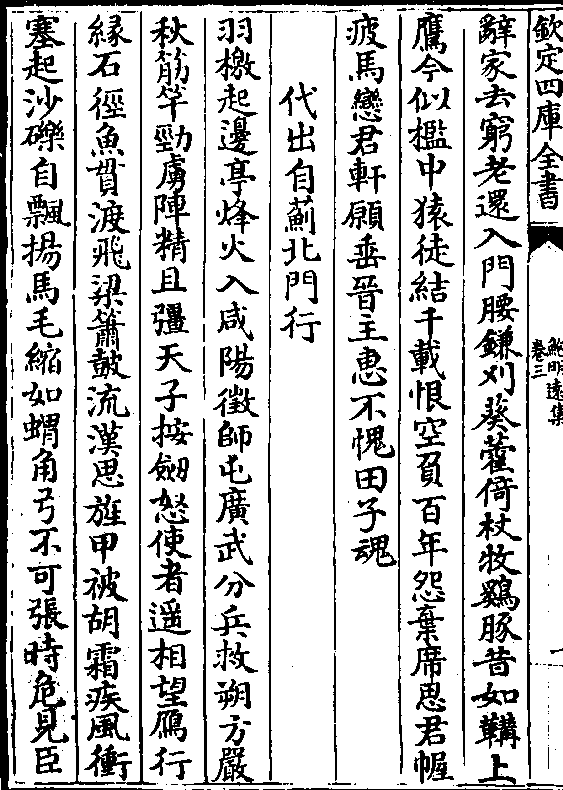 欽定四庫全書
鮑明遠集
卷三
辭家去窮老還入門腰鎌刈葵藿倚杖牧鷄豚昔如鞲上
鷹今似檻中猿徒結千載恨空負百年怨棄席思君幄
疲馬戀君軒願垂晉主惠不愧田子魂
代出自薊北門行
羽檄起邊亭烽火入咸陽徵師屯廣武分兵救朔方嚴
秋筋竿勁虜陣精且彊天子按劒怒使者遥相望鴈行
緣石徑魚貫渡飛梁簫鼓流漢思旌甲被胡霜疾風衝
塞起沙礫自飄揚馬毛縮如蝟角弓不可張時危見臣